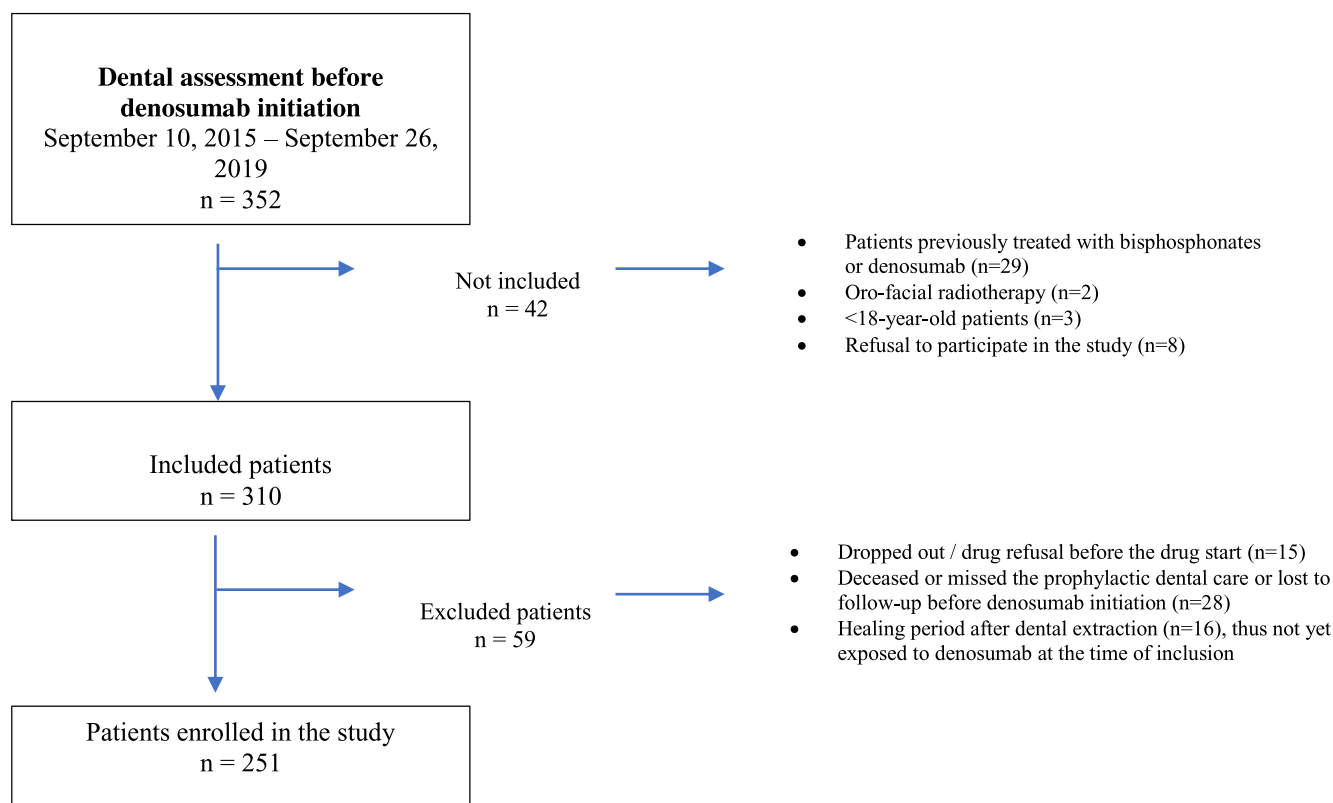 Dental assessment before
denosumab initiation
September 10, 2015 – September 26,
2019
n = 352
Not included
n = 42
• Patients previously treated with bisphosphonates
or denosumab (n=29)
• Oro-facial radiotherapy (n=2)
• <18-year-old patients (n=3)
• Refusal to participate in the study (n=8)
Included patients
n = 310
Excluded patients
n = 59
• Dropped out / drug refusal before the drug start (n=15)
• Deceased or missed the prophylactic dental care or lost to
follow-up before denosumab initiation (n=28)
• Healing period after dental extraction (n=16), thus not yet
exposed to denosumab at the time of inclusion
Patients enrolled in the study
n = 251